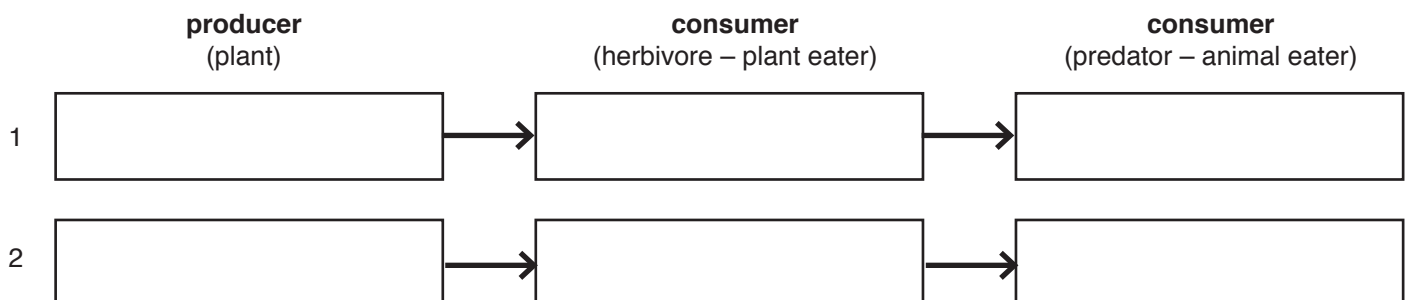 producer consumer consumer
(plant) (herbivore – plant eater) (predator – animal eater)
1
2